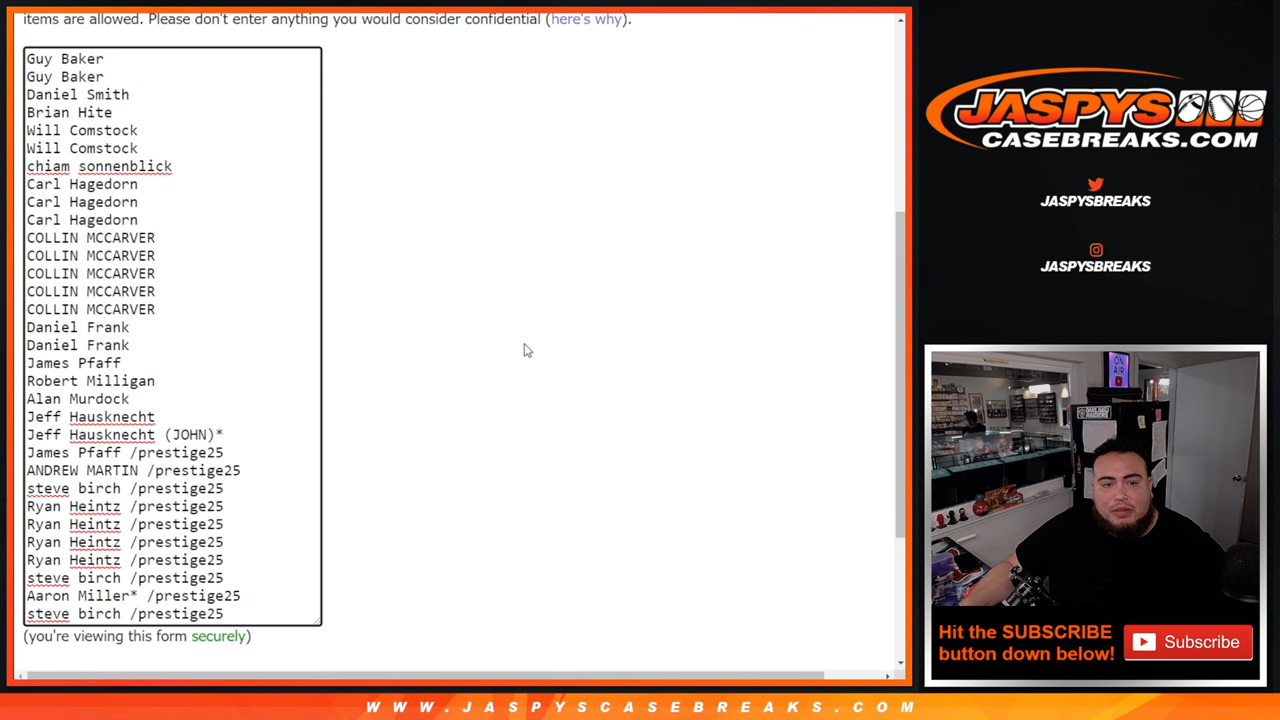 items are allowed. Please don't enter anything you would consider confidential (here's why).
Guy Baker
Guy Baker
Daniel Smith
Brian Hite
Will Comstock
Will Comstock
chiam sonnenblick
Carl Hagedorn
Carl Hagedorn
Carl Hagedorn
COLLIN MCCARVER
COLLIN MCCARVER
COLLIN MCCARVER
COLLIN MCCARVER
COLLIN MCCARVER
Daniel Frank
Daniel Frank
James Pfaff
Robert Milligan
Alan Murdock
Jeff Hausknecht
Jeff Hausknecht (JOHN)*
James Pfaff /prestige25
ANDREW MARTIN /prestige25
steve birch /prestige25
Ryan Heintz /prestige25
Ryan Heintz /prestige25
Ryan Heintz /prestige25
Ryan Heintz /prestige25
steve birch /prestige25
Aaron Miller* /prestige25
steve birch /prestige25
(you're viewing this form securely)
JASPYS
CASEBREAKS.COM
JASPYSBREAKS
JASPYSBREAKS
ON
AIR
Hit the SUBSCRIBE
button down below!
Subscribe
WWW.JASPYSCASEBREAKS.COM